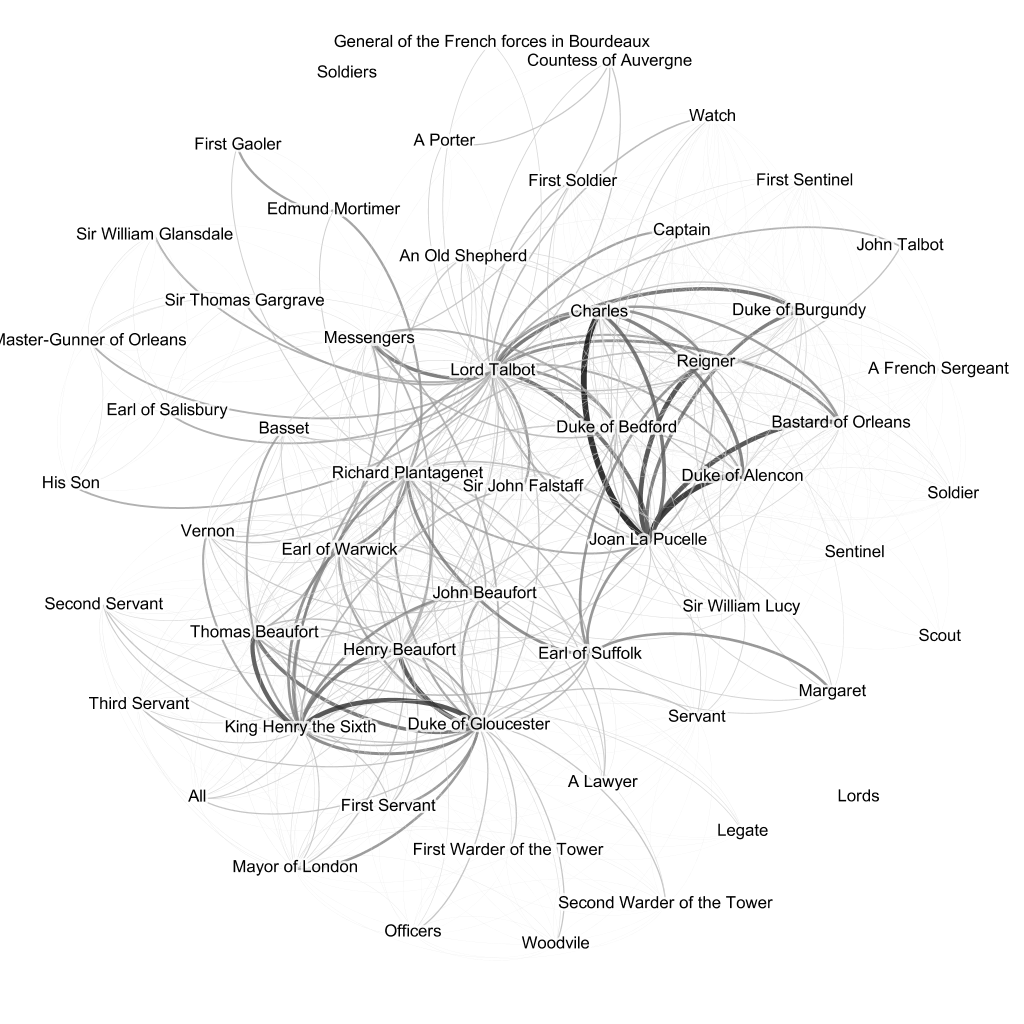 General of the French forces in Bourdeaux
Countess of Auvergne
Soldiers
Watch
A Porter
First Gaoler
First Soldier
First Sentinel
Edmund Mortimer
Captain
Sir William Glansdale
John Talbot
An Old Shepherd
Sir Thomas Gargrave
Charles
Duke of Burgundy
Messengers
Master-Gunner of Orleans
Reigner
Lord Talbot
A French Sergeant
Earl of Salisbury
Bastard of Orleans
Basset
Duke of Bedford
Richard Plantagenet
Duke of Alencon
His Son
Sir John Falstaff
Soldier
Vernon
Joan La Pucelle
Earl of Warwick
Sentinel
John Beaufort
Second Servant
Sir William Lucy
Thomas Beaufort
Scout
Henry Beaufort
Earl of Suffolk
Margaret
Third Servant
Servant
King Henry the Sixth
Duke of Gloucester
A Lawyer
All
Lords
First Servant
Legate
First Warder of the Tower
Mayor of London
Second Warder of the Tower
Officers
Woodvile